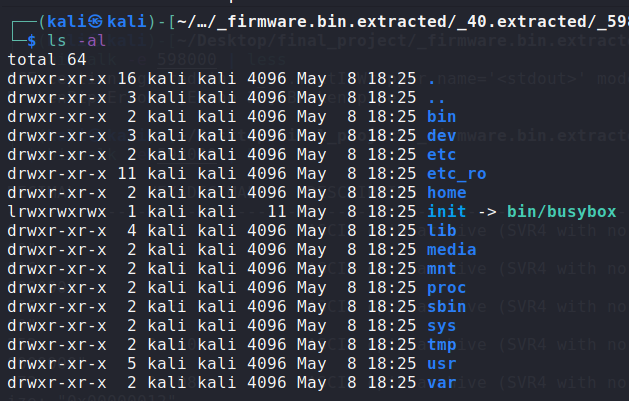 ┌──(kali㉿kali)-[~/…/_firmware.bin.extracted/_40.extracted/_598
└─$ ls -al
total 64
drwxr-xr-x 16 kali kali 4096 May  8 18:25 .
drwxr-xr-x  3 kali kali 4096 May  8 18:25 ..
drwxr-xr-x  2 kali kali 4096 May  8 18:25 bin
drwxr-xr-x  3 kali kali 4096 May  8 18:25 dev
drwxr-xr-x  2 kali kali 4096 May  8 18:25 etc
drwxr-xr-x 11 kali kali 4096 May  8 18:25 etc_ro
drwxr-xr-x  2 kali kali 4096 May  8 18:25 home
lrwxrwxrwx  1 kali kali   11 May  8 18:25 init -> bin/busybox
drwxr-xr-x  4 kali kali 4096 May  8 18:25 lib
drwxr-xr-x  2 kali kali 4096 May  8 18:25 media
drwxr-xr-x  2 kali kali 4096 May  8 18:25 mnt
drwxr-xr-x  2 kali kali 4096 May  8 18:25 proc
drwxr-xr-x  2 kali kali 4096 May  8 18:25 sbin
drwxr-xr-x  2 kali kali 4096 May  8 18:25 sys
drwxr-xr-x  2 kali kali 4096 May  8 18:25 tmp
drwxr-xr-x  5 kali kali 4096 May  8 18:25 usr
drwxr-xr-x  2 kali kali 4096 May  8 18:25 var